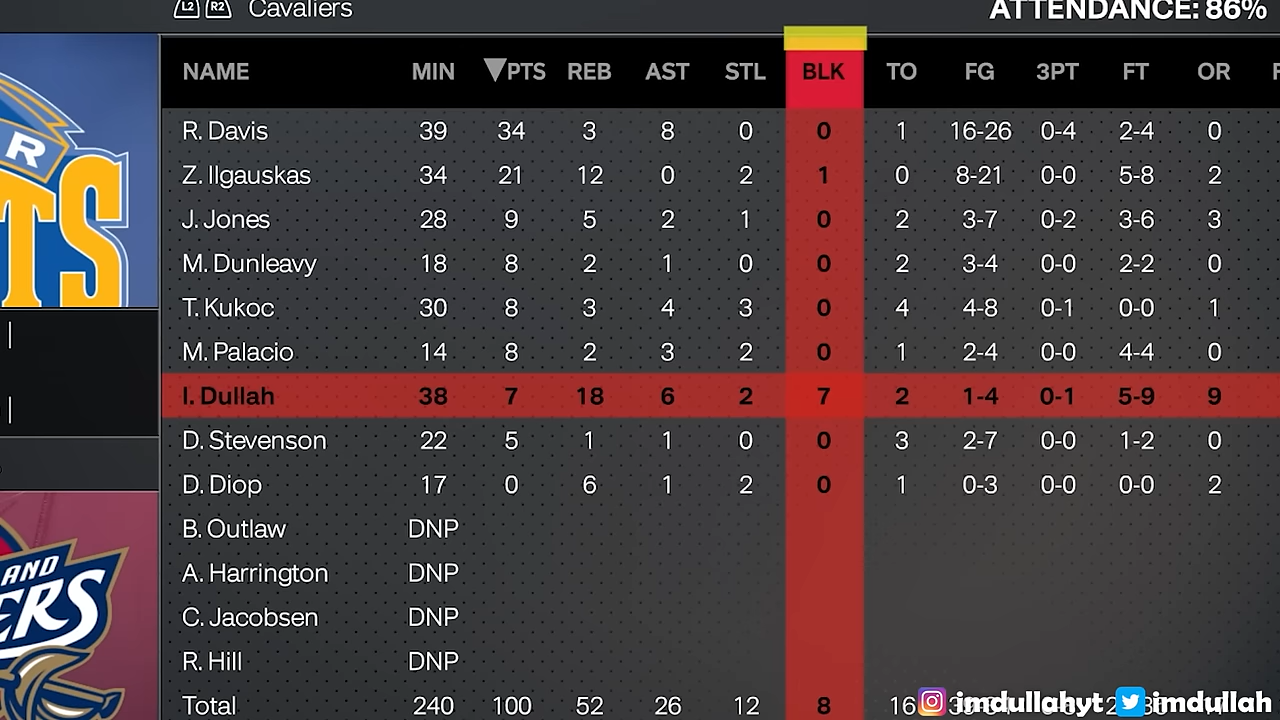 L2 R2 Cavaliers ATTENDANCE: 86%
NAME MIN ▼PTS REB AST STL BLK TO FG 3PT FT OR
R. Davis 39 34 3 8 0 0 1 16-26 0-4 2-4 0
Z. Ilgauskas 34 21 12 0 2 1 0 8-21 0-0 5-8 2
J. Jones 28 9 5 2 1 0 2 3-7 0-2 3-6 3
M. Dunleavy 18 8 2 1 0 0 2 3-4 0-0 2-2 0
T. Kukoc 30 8 3 4 3 0 4 4-8 0-1 0-0 1
M. Palacio 14 8 2 3 2 0 1 2-4 0-0 4-4 0
I. Dullah 38 7 18 6 2 7 2 1-4 0-1 5-9 9
D. Stevenson 22 5 1 1 0 0 3 2-7 0-0 1-2 0
D. Diop 17 0 6 1 2 0 1 0-3 0-0 0-0 2
B. Outlaw DNP
A. Harrington DNP
C. Jacobsen DNP
R. Hill DNP
Total 240 100 52 26 12 8 16
R
TS
AND
ERS
imdullahyt imdullah